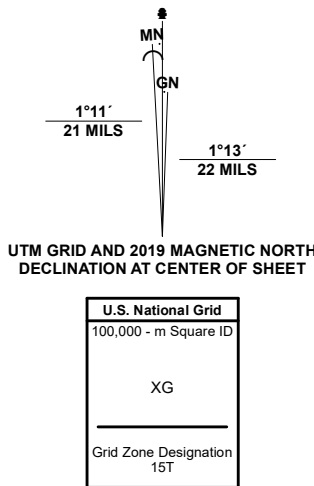 MN
GN
1°11´
21 MILS
1°13´
22 MILS
UTM GRID AND 2019 MAGNETIC NORTH
DECLINATION AT CENTER OF SHEET
U.S. National Grid
100,000 - m Square ID
XG
Grid Zone Designation
15T